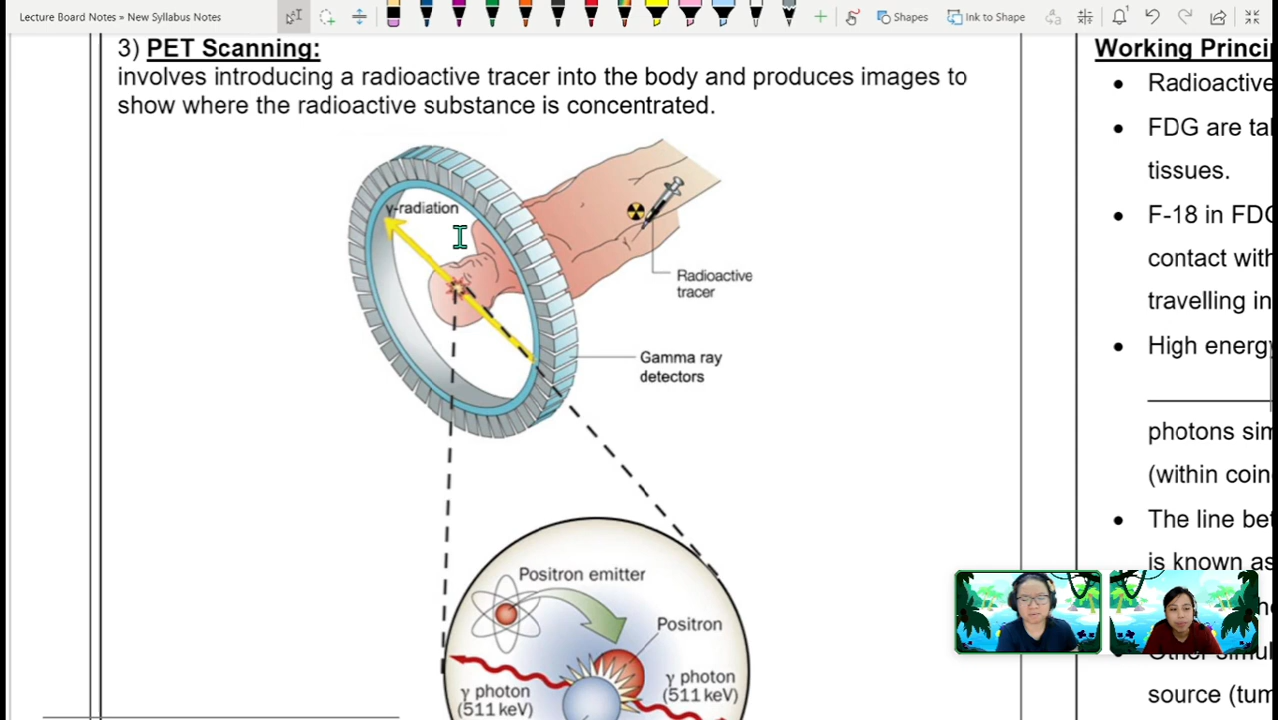 Lecture Board Notes » New Syllabus Notes
Shapes
Ink to Shape
3) PET Scanning:
involves introducing a radioactive tracer into the body and produces images to
show where the radioactive substance is concentrated.
γ-radiation
Radioactive
tracer
Gamma ray
detectors
Positron emitter
Positron
γ photon
(511 keV)
γ photon
(511 keV)
Working Princi
Radioactive
FDG are ta
tissues.
F-18 in FD
contact with
travelling in
High energy
photons sim
(within coin
The line be
is known as
source (tum